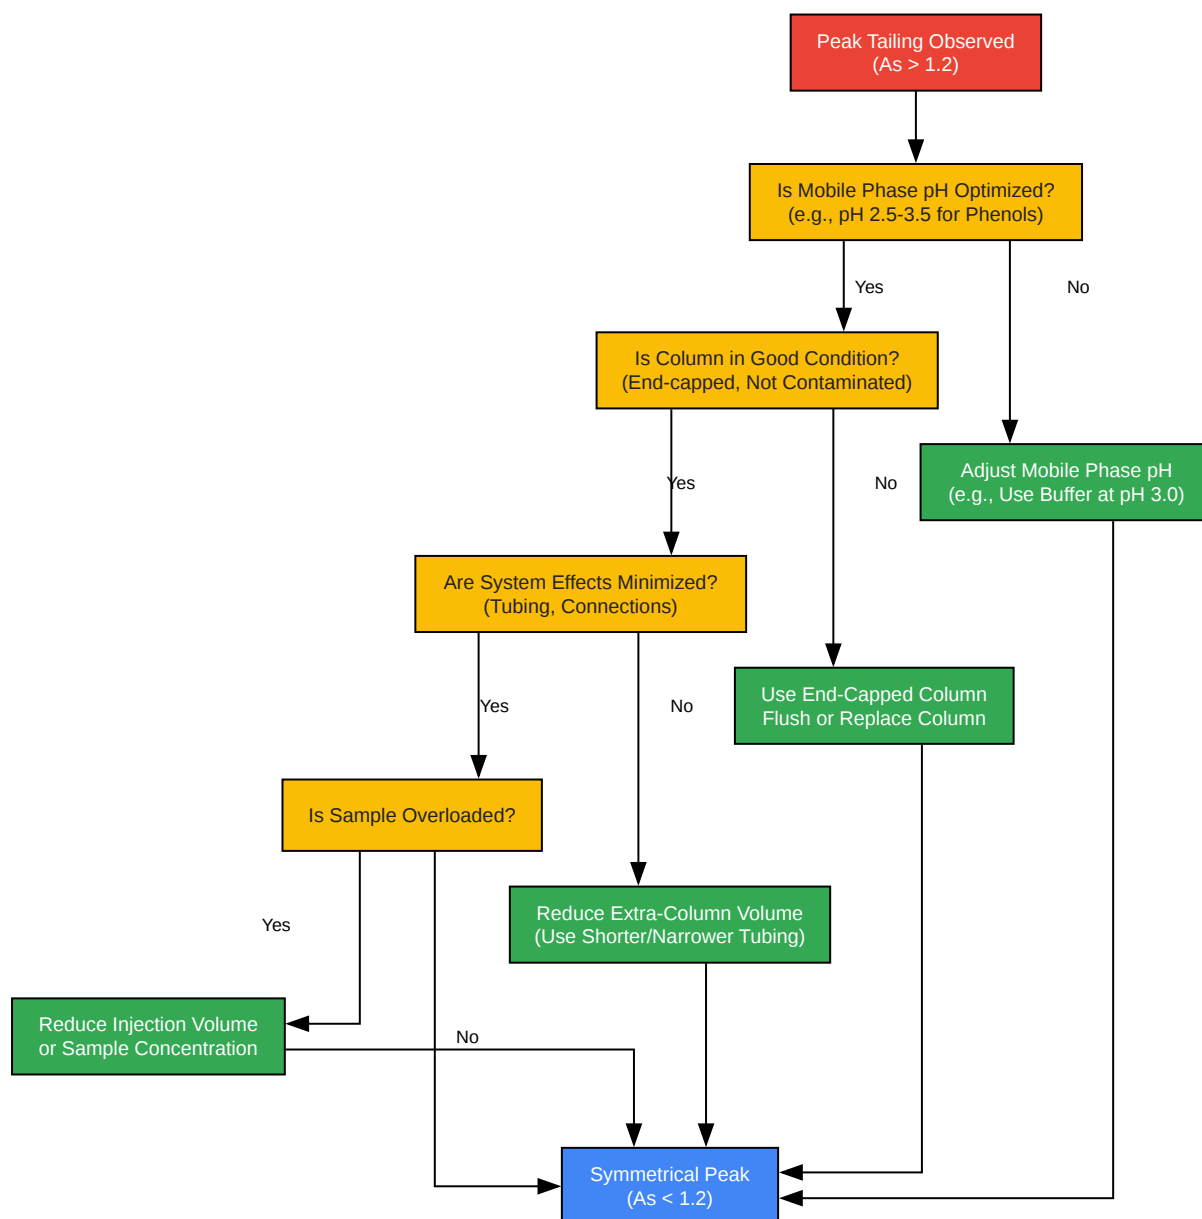 Peak Tailing Observed
(As > 1.2)
Is Mobile Phase pH Optimized?
(e.g., pH 2.5-3.5 for Phenols)
Yes
No
Is Column in Good Condition?
(End-capped, Not Contaminated)
Yes
No
Adjust Mobile Phase pH
(e.g., Use Buffer at pH 3.0)
Are System Effects Minimized?
(Tubing, Connections)
Yes
No
Use End-Capped Column
Flush or Replace Column
Is Sample Overloaded?
Yes
Reduce Extra-Column Volume
(Use Shorter/Narrower Tubing)
Reduce Injection Volume
or Sample Concentration
No
Symmetrical Peak
(As < 1.2)